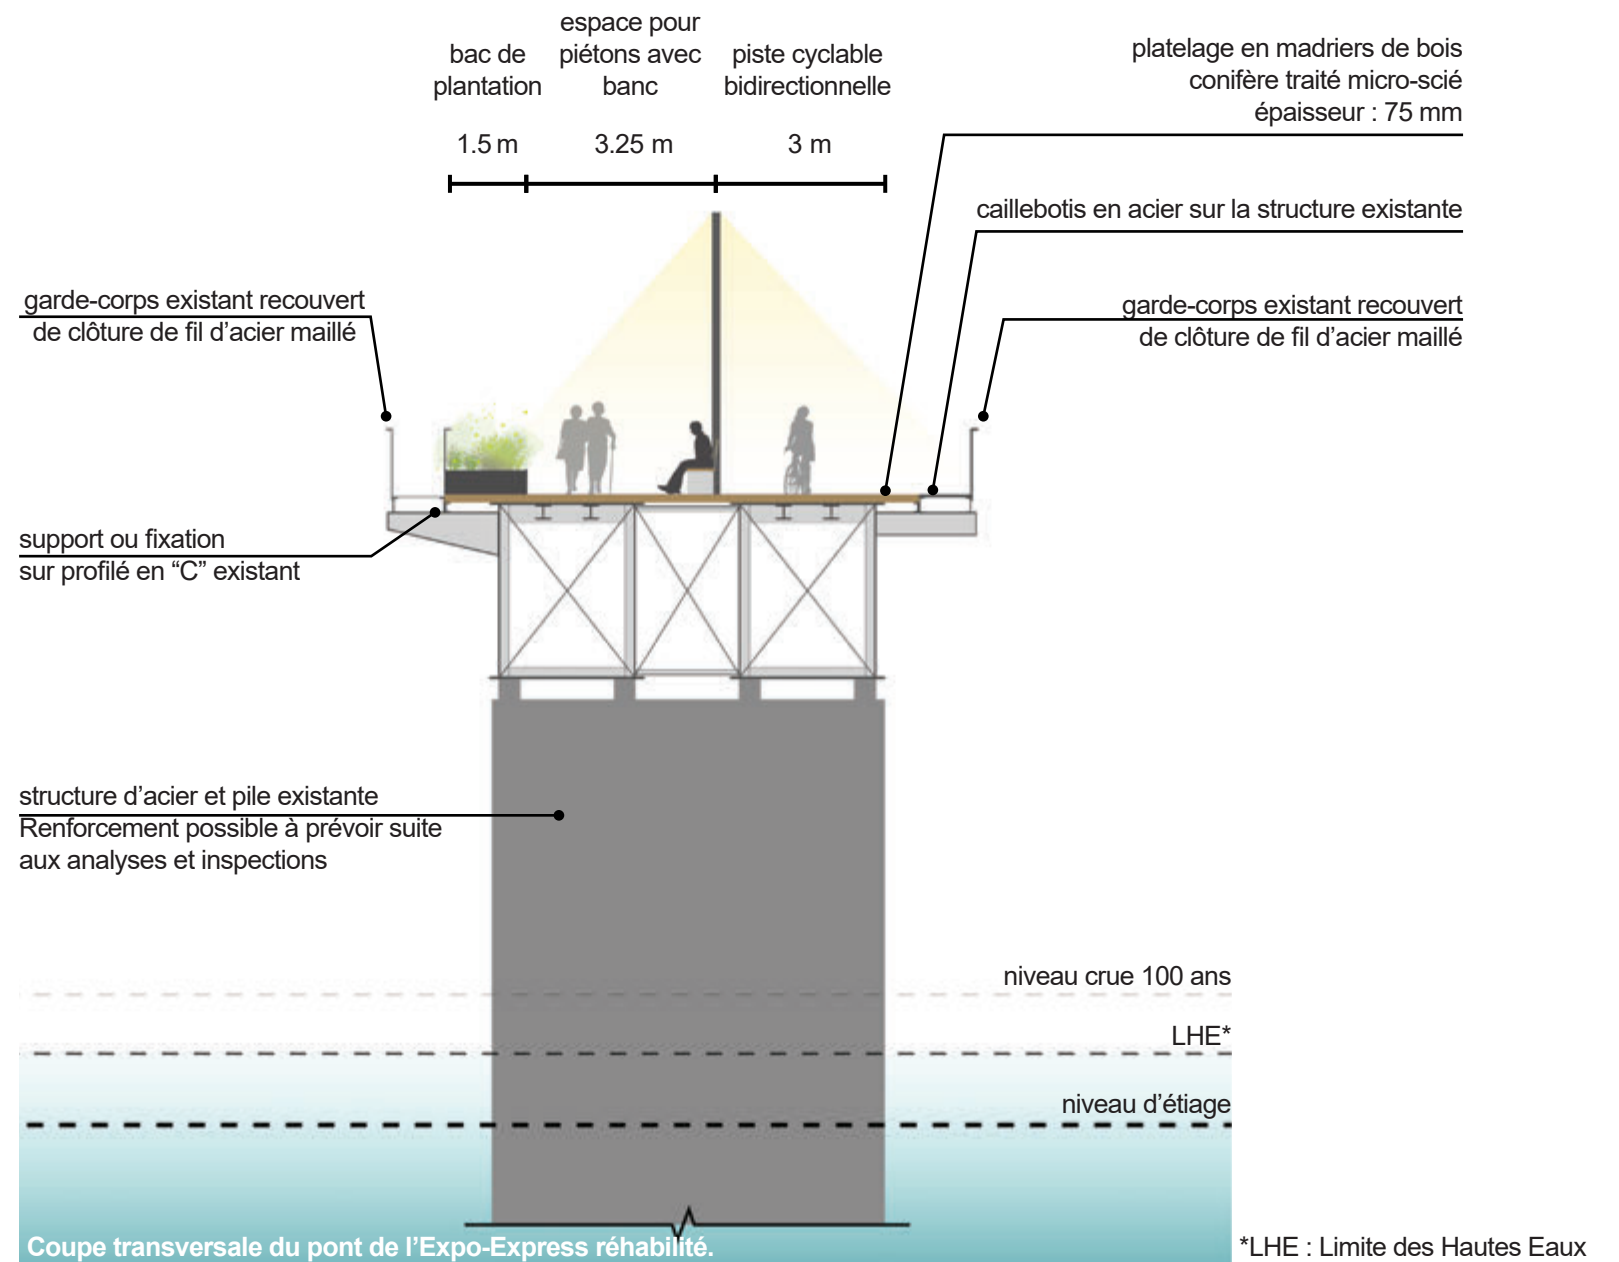 bac de
plantation
espace pour
piétons avec
banc
piste cyclable
bidirectionnelle
1.5 m
3.25 m
3 m
platelage en madriers de bois
conifère traité micro-scié
épaisseur : 75 mm
caillebotis en acier sur la structure existante
garde-corps existant recouvert
de clôture de fil d’acier maillé
garde-corps existant recouvert
de clôture de fil d’acier maillé
support ou fixation
sur profilé en “C” existant
structure d’acier et pile existante
Renforcement possible à prévoir suite
aux analyses et inspections
niveau crue 100 ans
LHE*
niveau d’étiage
Coupe transversale du pont de l’Expo-Express réhabilité.
*LHE : Limite des Hautes Eaux